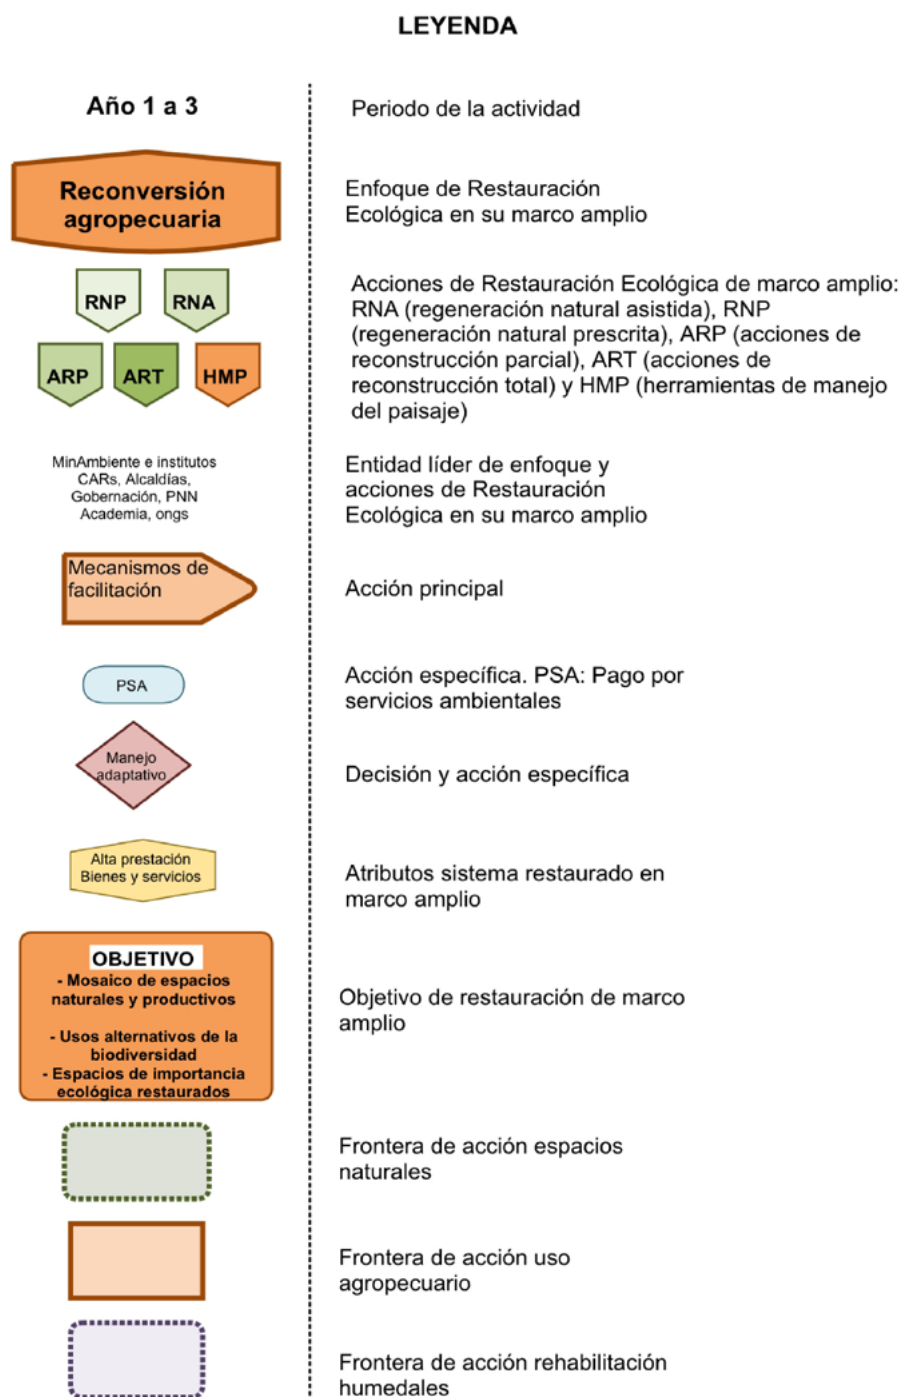 LEYENDA
Año 1 a 3
Periodo de la actividad
Reconversión
agropecuaria
Enfoque de Restauración
Ecológica en su marco amplio
RNP
RNA
ARP
ART
HMP
Acciones de Restauración Ecológica de marco amplio:
RNA (regeneración natural asistida), RNP
(regeneración natural prescrita), ARP (acciones de
reconstrucción parcial), ART (acciones de
reconstrucción total) y HMP (herramientas de manejo
del paisaje)
MinAmbiente e institutos
CARs, Alcaldías,
Gobernación, PNN
Academia, ongs
Entidad líder de enfoque y
acciones de Restauración
Ecológica en su marco amplio
Mecanismos de
facilitación
Acción principal
PSA
Acción específica. PSA: Pago por
servicios ambientales
Manejo
adaptativo
Decisión y acción específica
Alta prestación
Bienes y servicios
Atributos sistema restaurado en
marco amplio
OBJETIVO
- Mosaico de espacios
naturales y productivos
- Usos alternativos de la
biodiversidad
- Espacios de importancia
ecológica restaurados
Objetivo de restauración de marco
amplio
Frontera de acción espacios
naturales
Frontera de acción uso
agropecuario
Frontera de acción rehabilitación
humedales